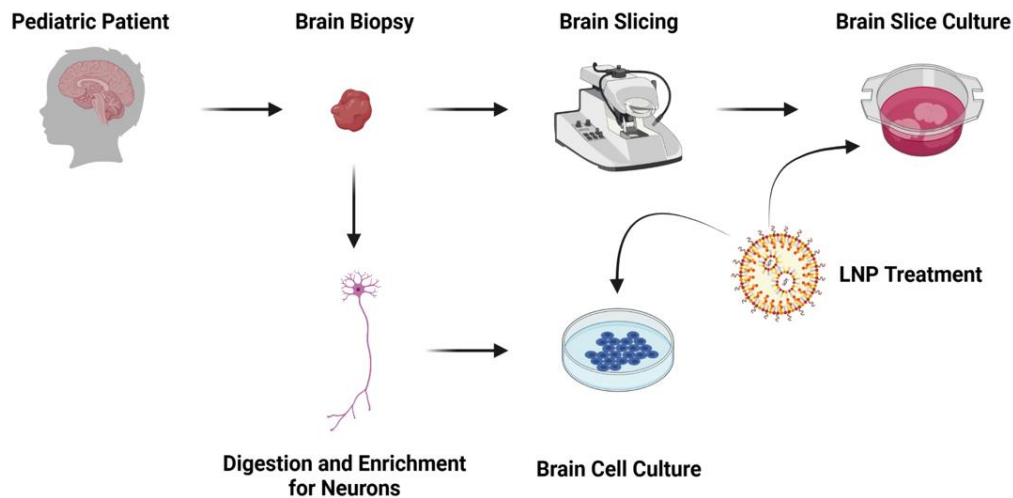 Pediatric Patient
Brain Biopsy
Brain Slicing
Brain Slice Culture
LNP Treatment
Digestion and Enrichment
for Neurons
Brain Cell Culture